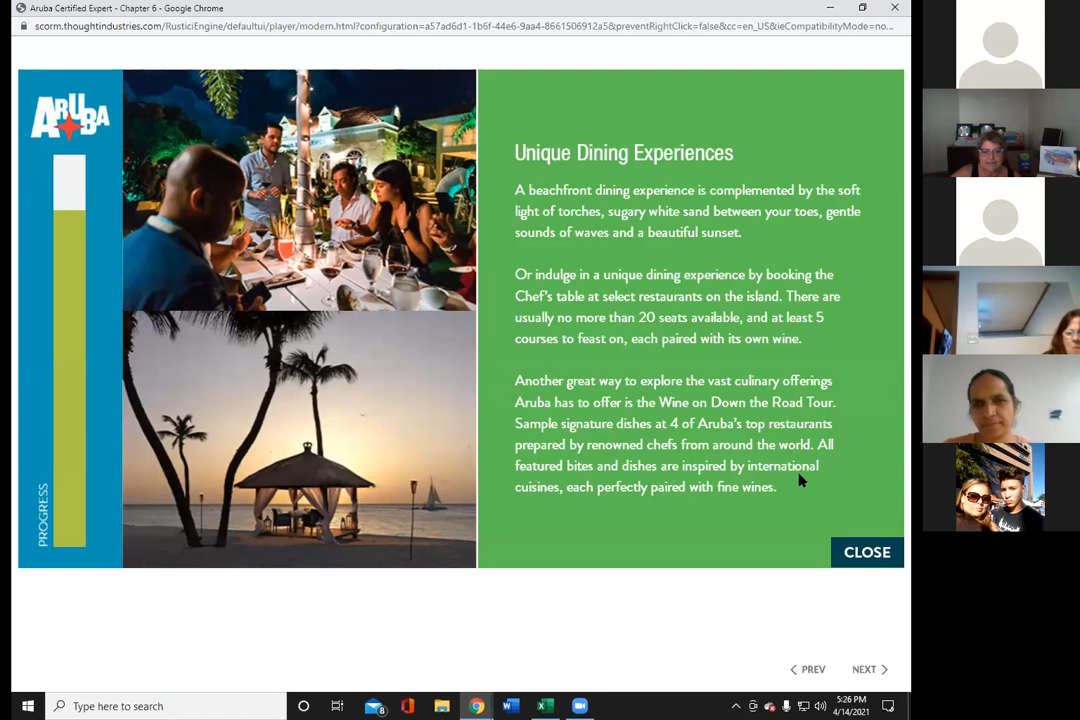 Aruba Certified Expert - Chapter 6 - Google Chrome
scorm.thoughtindustries.com/RusticiEngine/defaultui/player/modern.html?configuration=a57ad6d1-1b6f-44e6-9aa4-8661506912a5&preventRightClick=false&cc=en_US&ieCompatibilityMode=no...
ARUBA
PROGRESS
Unique Dining Experiences
A beachfront dining experience is complemented by the soft
light of torches, sugary white sand between your toes, gentle
sounds of waves and a beautiful sunset.
Or indulge in a unique dining experience by booking the
Chef's table at select restaurants on the island. There are
usually no more than 20 seats available, and at least 5
courses to feast on, each paired with its own wine.
Another great way to explore the vast culinary offerings
Aruba has to offer is the Wine on Down the Road Tour.
Sample signature dishes at 4 of Aruba's top restaurants
prepared by renowned chefs from around the world. All
featured bites and dishes are inspired by international
cuisines, each perfectly paired with fine wines.
CLOSE
PREV NEXT
Type here to search
8
5:26 PM
4/14/2021